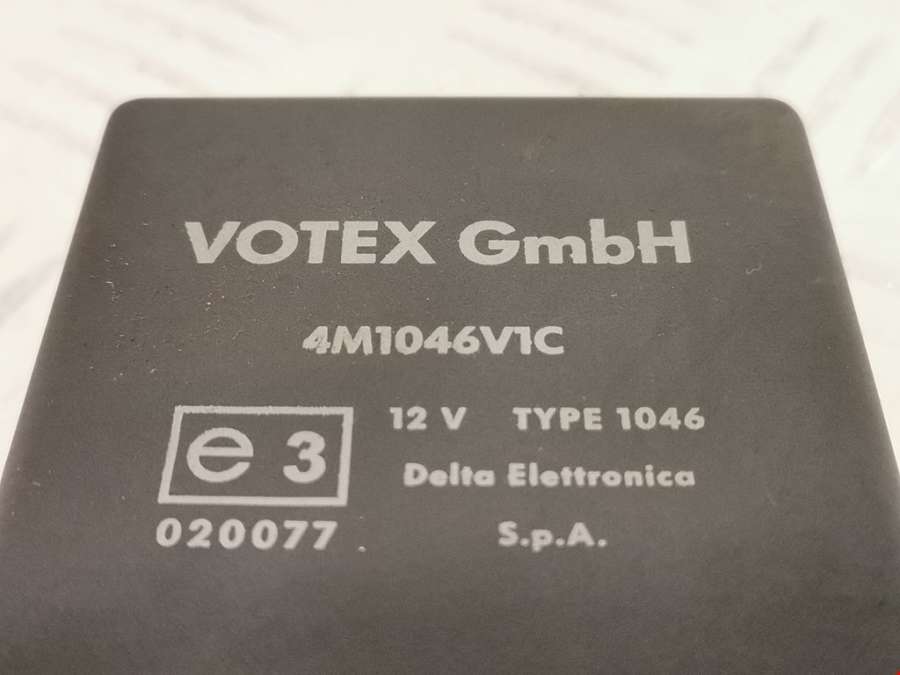 VOTEX GmbH
4M1046V1C
12 V TYPE 1046
e 3
Delta Elettronica
020077
S.p.A.